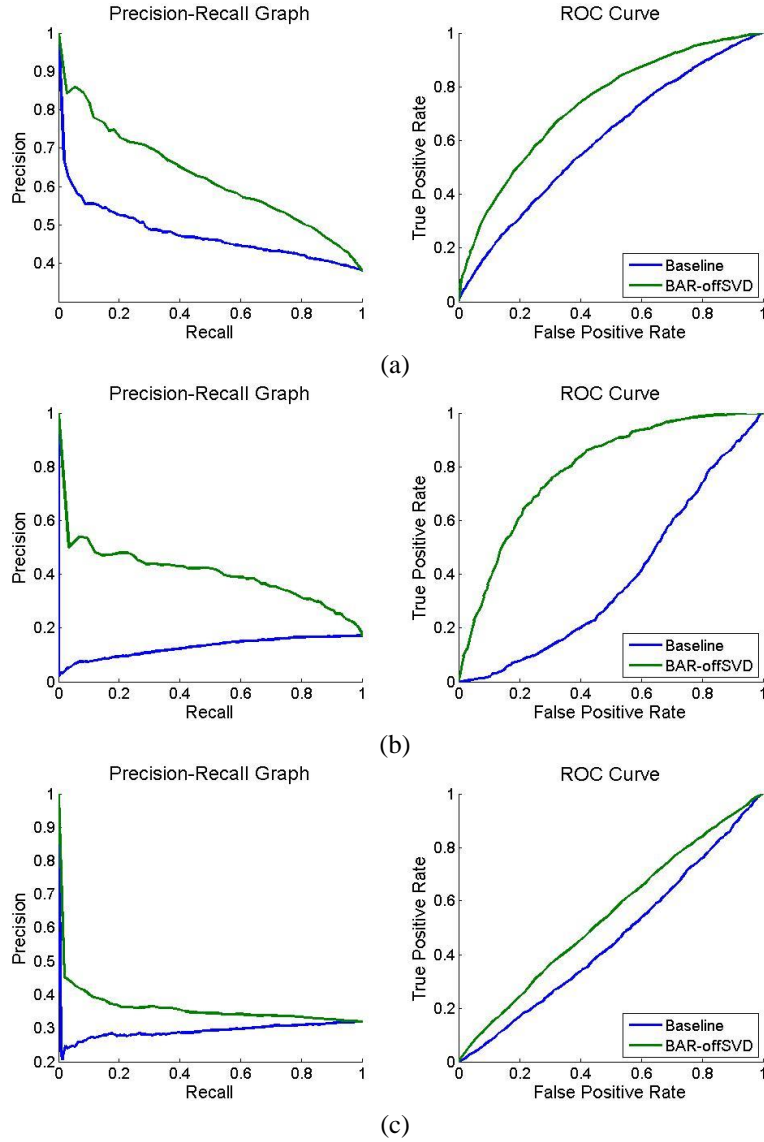 Precision-Recall Graph
1
0.9
0.8
0.7
0.6
0.5
0.4
Precision
0 0.2 0.4 0.6 0.8 1
Recall
ROC Curve
1
0.8
0.6
0.4
0.2
0
True Positive Rate
Baseline
BAR-offSVD
0 0.2 0.4 0.6 0.8 1
False Positive Rate
(a)
Precision-Recall Graph
1
0.8
0.6
0.4
0.2
0
Precision
0 0.2 0.4 0.6 0.8 1
Recall
ROC Curve
1
0.8
0.6
0.4
0.2
0
True Positive Rate
Baseline
BAR-offSVD
0 0.2 0.4 0.6 0.8 1
False Positive Rate
(b)
Precision-Recall Graph
1
0.9
0.8
0.7
0.6
0.5
0.4
0.3
0.2
Precision
0 0.2 0.4 0.6 0.8 1
Recall
ROC Curve
1
0.8
0.6
0.4
0.2
0
True Positive Rate
Baseline
BAR-offSVD
0 0.2 0.4 0.6 0.8 1
False Positive Rate
(c)